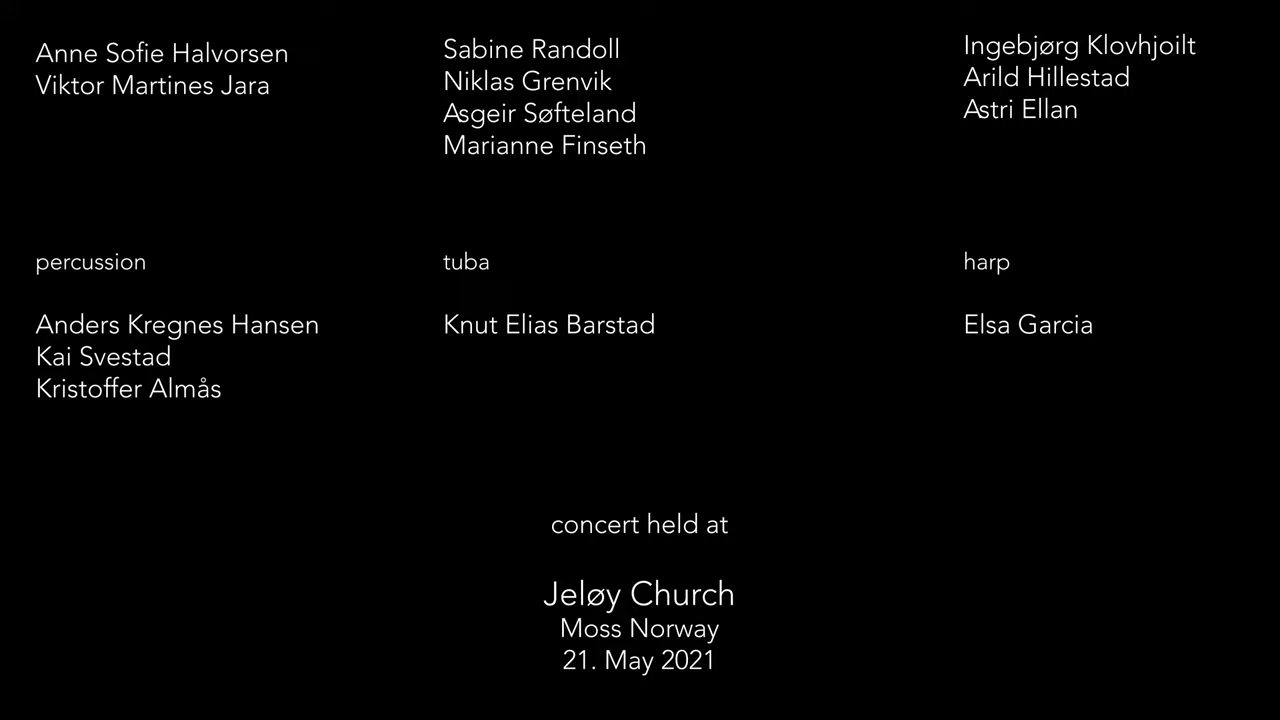 Anne Sofie Halvorsen
Viktor Martines Jara
Sabine Randoll
Niklas Grenvik
Asgeir Søfteland
Marianne Finseth
Ingebjørg Klovhjoilt
Arild Hillestad
Astri Ellan
percussion
Anders Kregnes Hansen
Kai Svestad
Kristoffer Almås
tuba
Knut Elias Barstad
harp
Elsa Garcia
concert held at
Jeløy Church
Moss Norway
21. May 2021